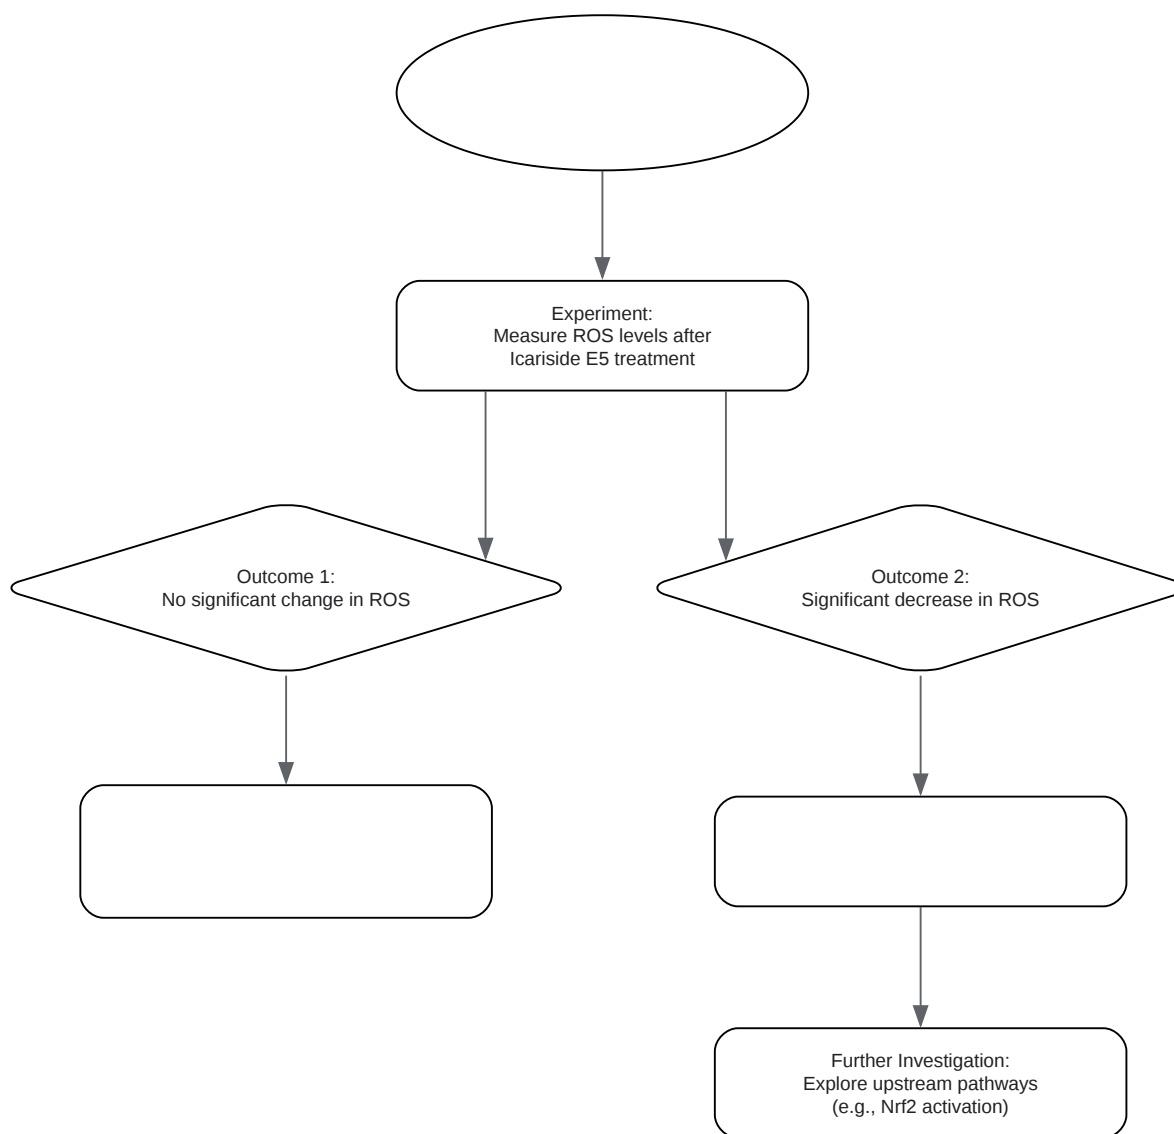 Experiment:
Measure ROS levels after
Icariside E5 treatment
Outcome 1:
No significant change in ROS
Outcome 2:
Significant decrease in ROS
Further Investigation:
Explore upstream pathways
(e.g., Nrf2 activation)